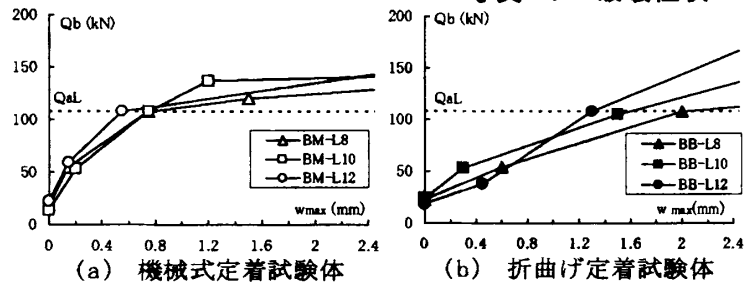 Qb (kN)
200
150
100
50
0
QaL
BM-L8
BM-L10
BM-L12
wmax (mm)
0 0.4 0.8 1.2 1.6 2 2.4
(a) 機械式定着試験体
Qb (kN)
200
150
100
50
0
QaL
BB-L8
BB-L10
BB-L12
w max(mm)
0 0.4 0.8 1.2 1.6 2 2.4
(b) 折曲げ定着試験体